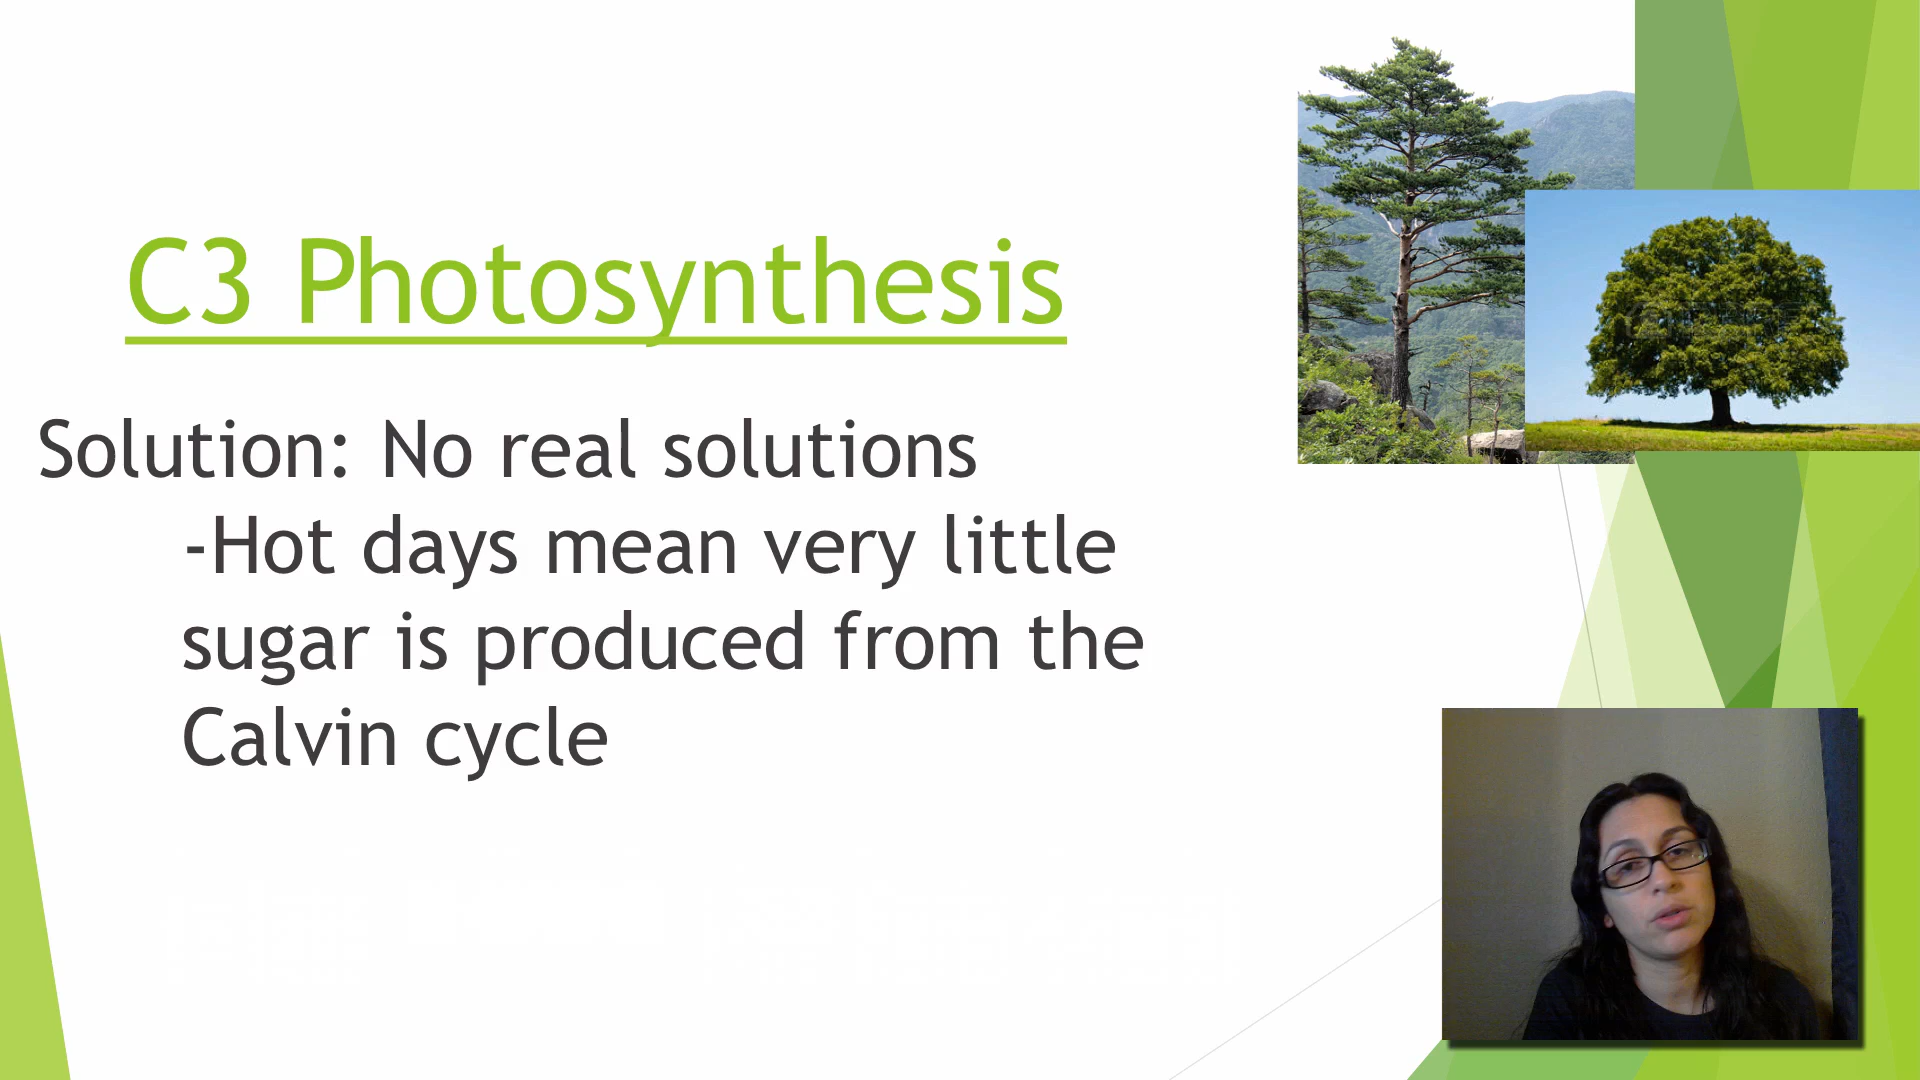 C3 Photosynthesis
Solution: No real solutions
-Hot days mean very little
sugar is produced from the
Calvin cycle